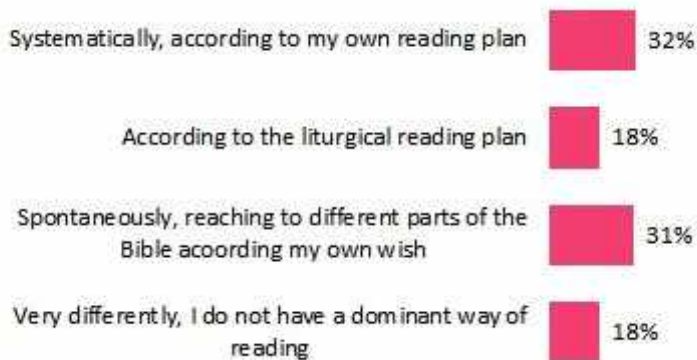 Systematically, according to my own reading plan 32%
According to the liturgical reading plan 18%
Spontaneously, reaching to different parts of the
Bible acoording my own wish 31%
Very differently, I do not have a dominant way of
reading 18%